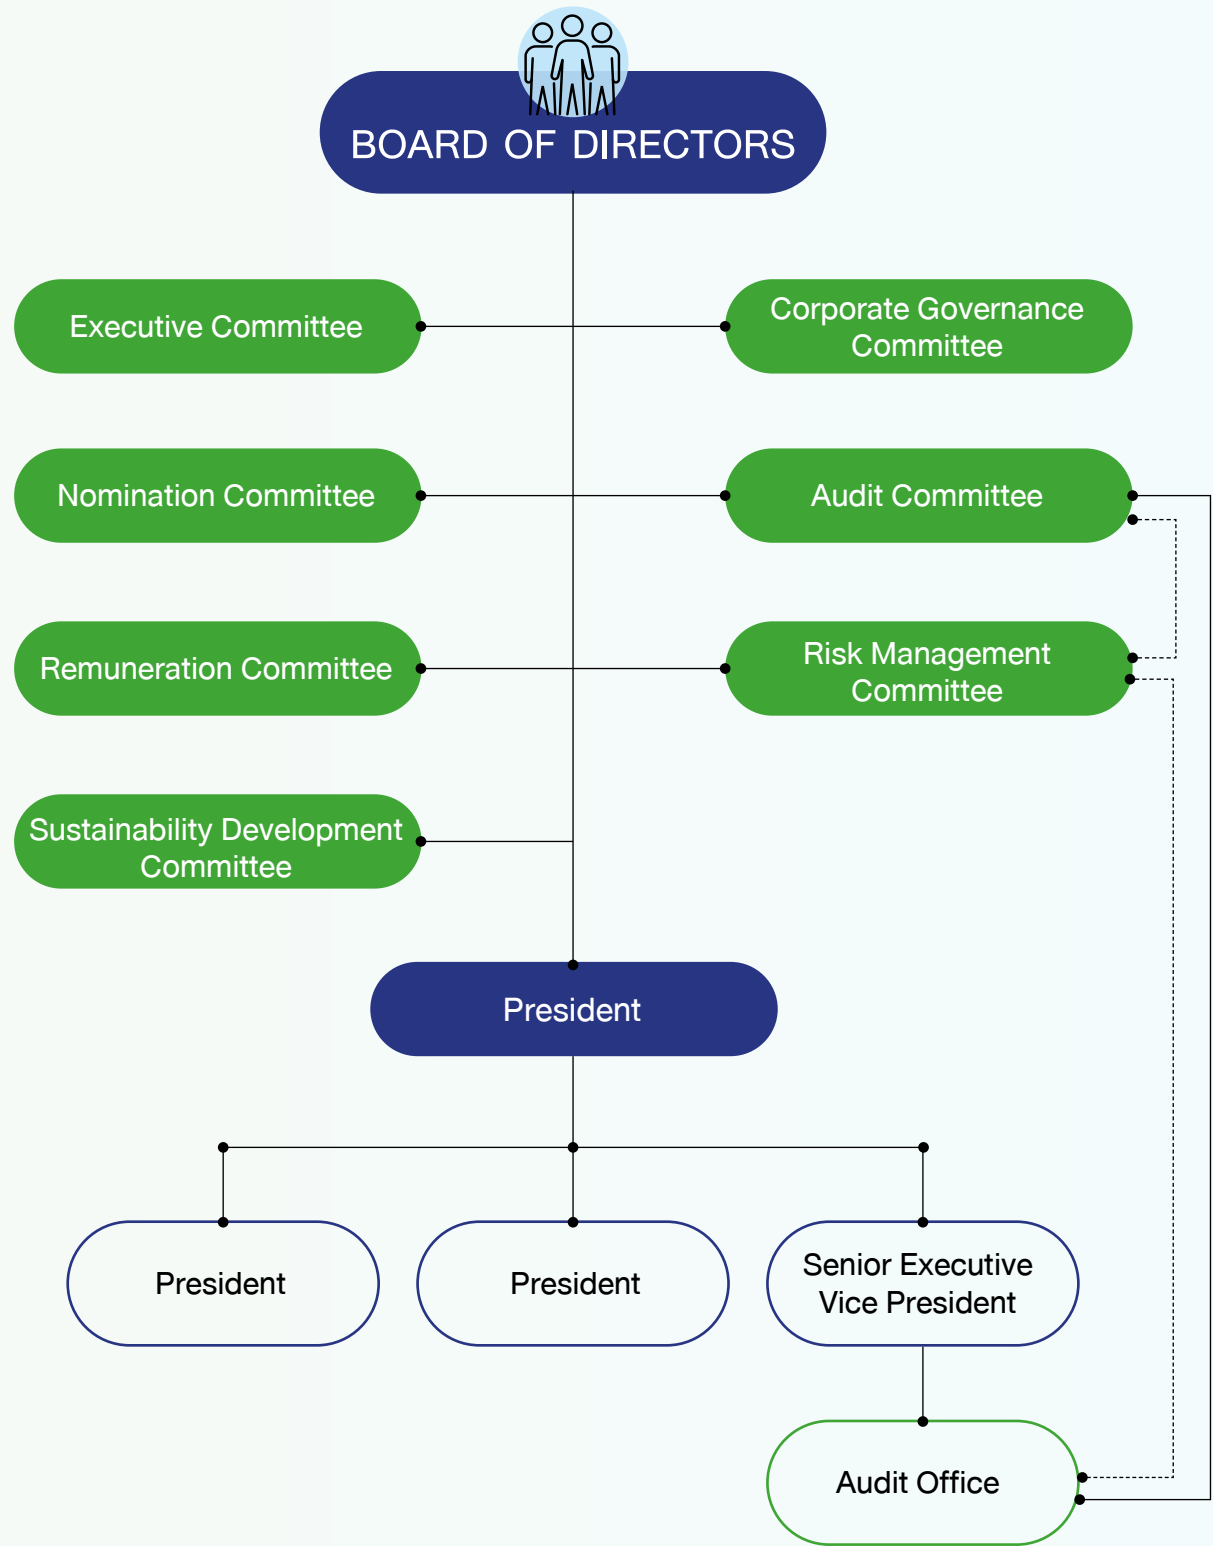 BOARD OF DIRECTORS
Executive Committee
Corporate Governance
Committee
Nomination Committee
Audit Committee
Remuneration Committee
Risk Management
Committee
Sustainability Development
Committee
President
President
President
Senior Executive
Vice President
Audit Office